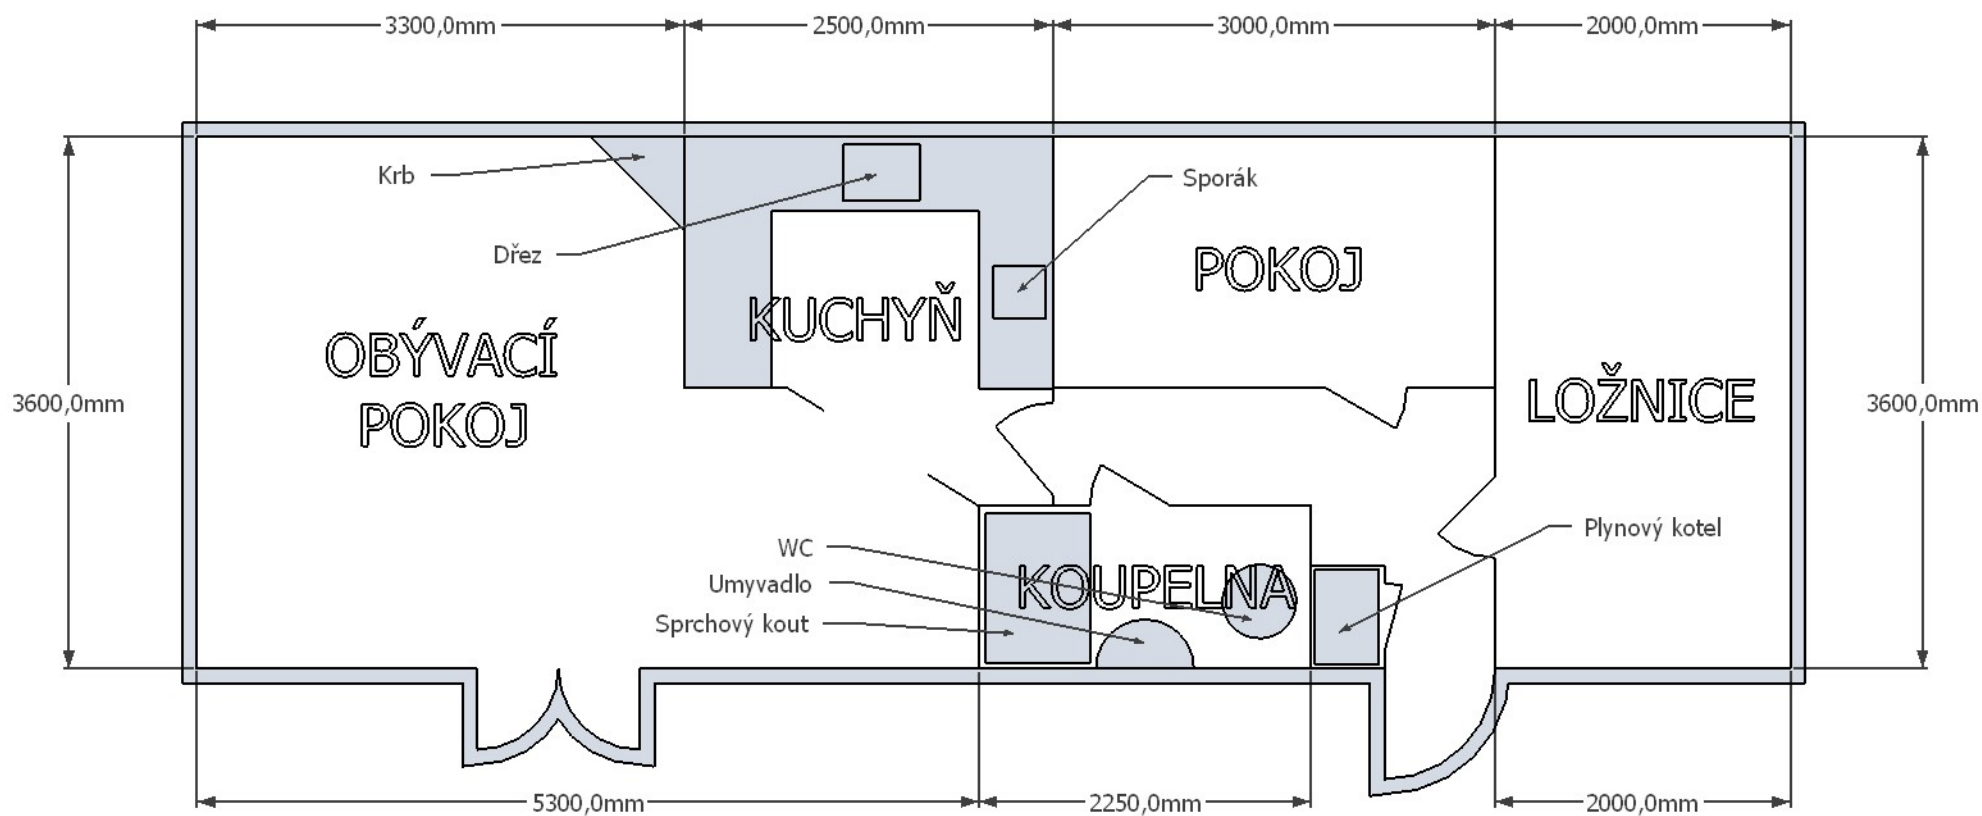 3300,0mm
2500,0mm
3000,0mm
2000,0mm
Krb
Sporák
Dřez
POKOJ
KUCHYŇ
OBÝVACÍ
POKOJ
LOŽNICE
3600,0mm
3600,0mm
Plynový kotel
WC
Umyvadlo
KOUPELNA
Sprchový kout
5300,0mm
2250,0mm
2000,0mm